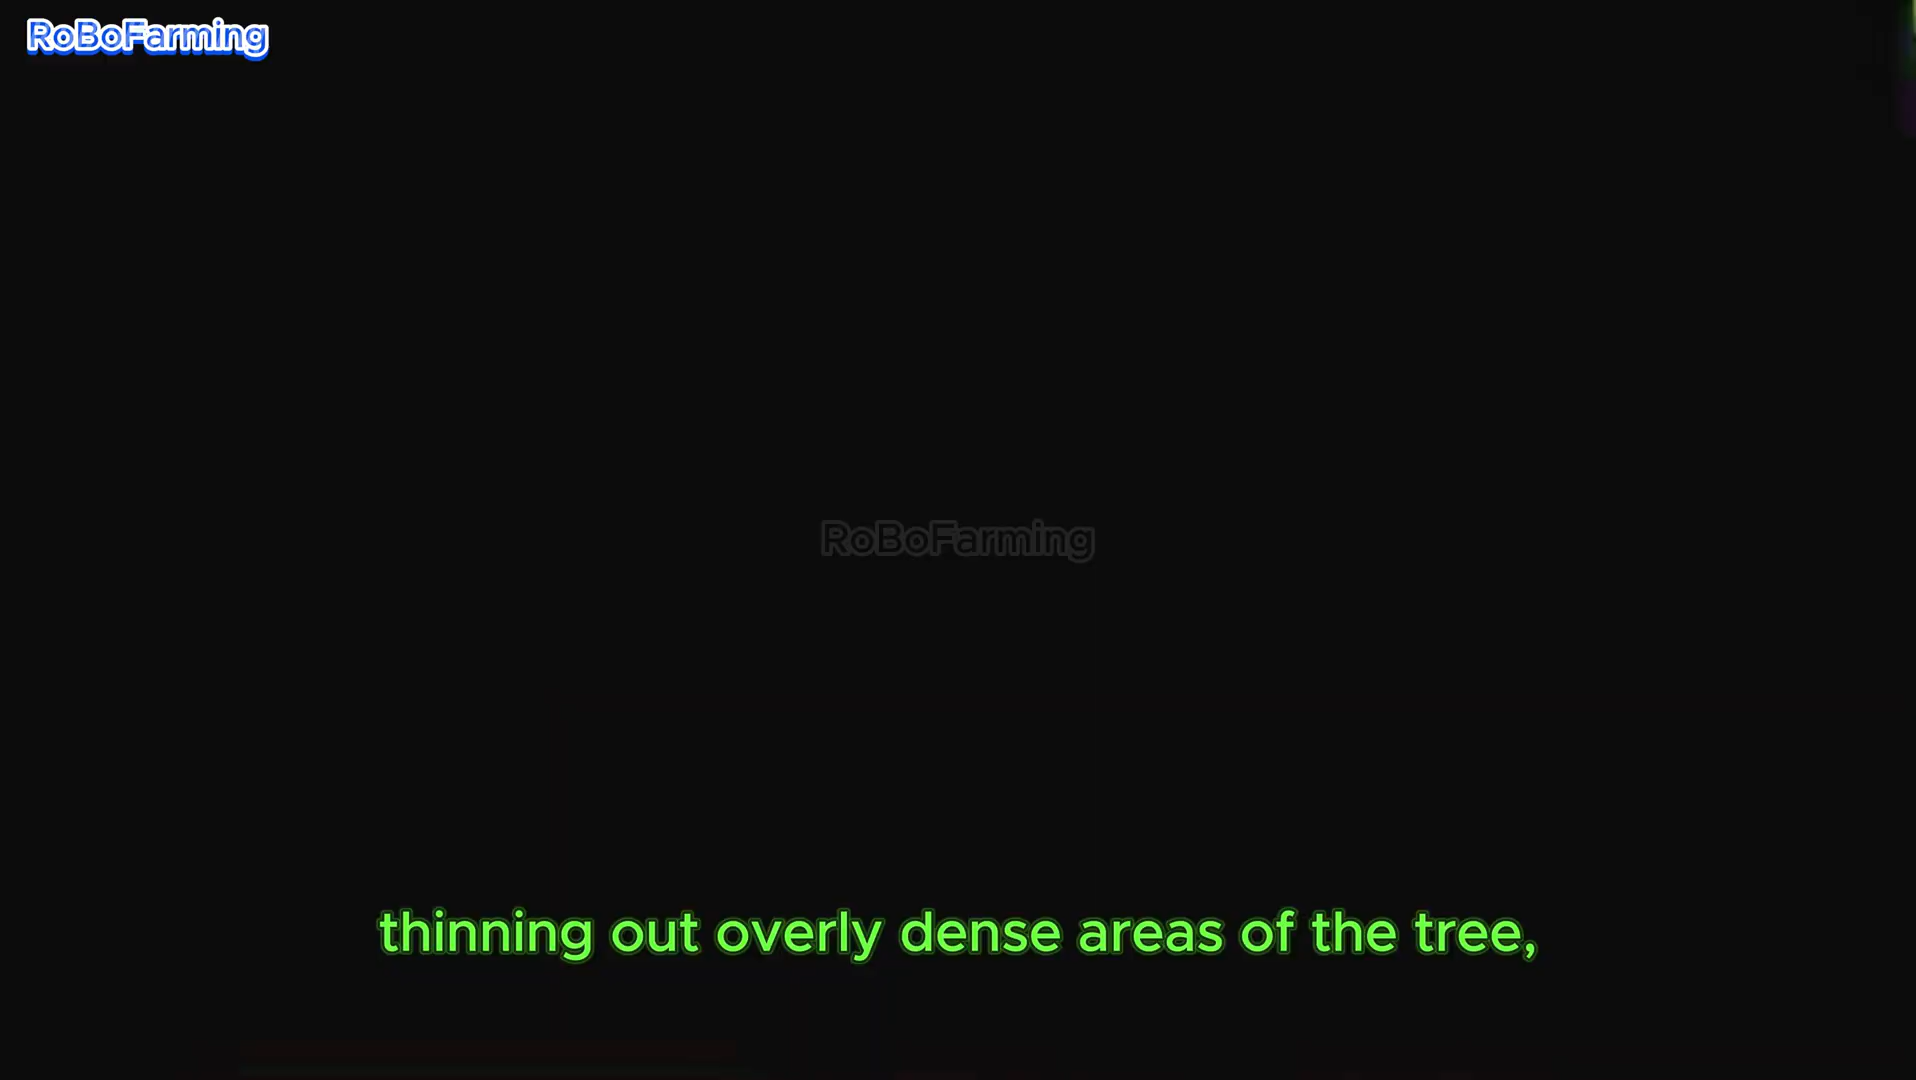 RoBoFarming
RoBoFarming
thinning out overly dense areas of the tree,